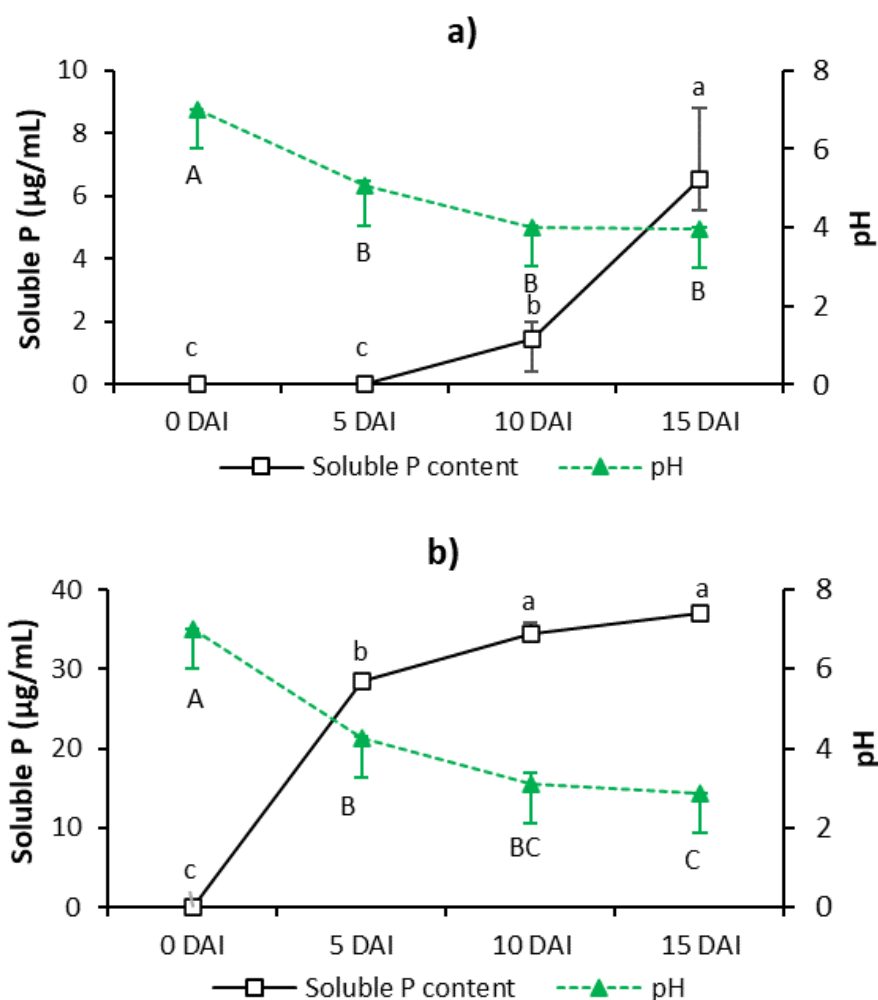 a)
Soluble P (µg/mL)
10
8
6
4
2
0
8
6
4
2
0
pH
A
B
B
B
c
c
b
a
0 DAI 5 DAI 10 DAI 15 DAI
Soluble P content pH
b)
Soluble P (µg/mL)
40
30
20
10
0
8
6
4
2
0
pH
A
B
BC
C
c
b
a
a
0 DAI 5 DAI 10 DAI 15 DAI
Soluble P content pH